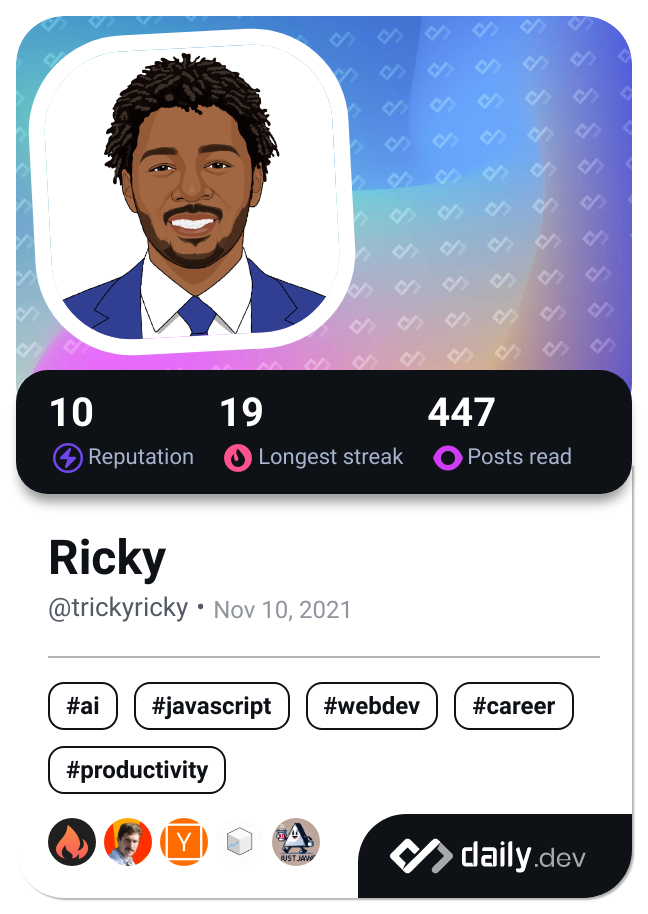 10 19 447
Reputation Longest streak Posts read
Ricky
@trickyricky • Nov 10, 2021
#ai #javascript #webdev #career
#productivity
Y
JUST JAVA
daily.dev